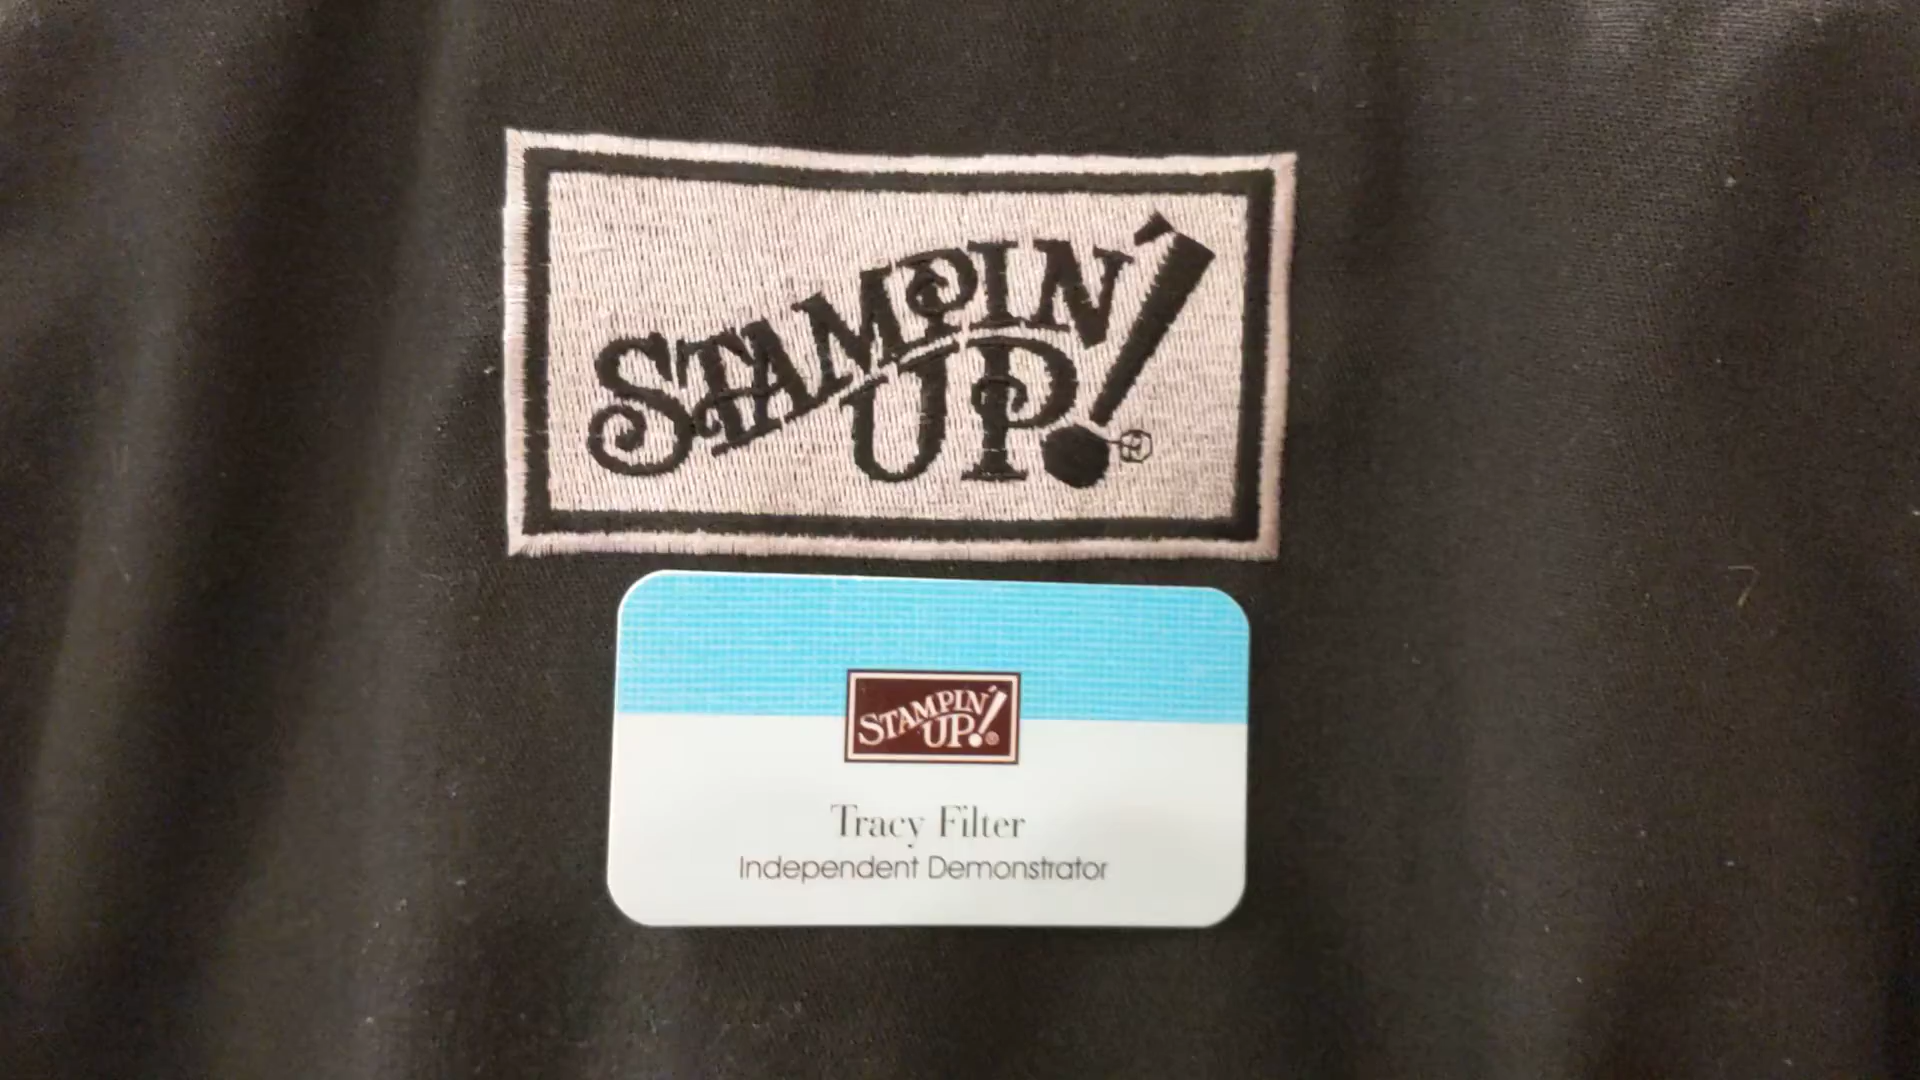 STAMPIN'
UP!®
STAMPIN'
UP!®
Tracy Filter
Independent Demonstrator